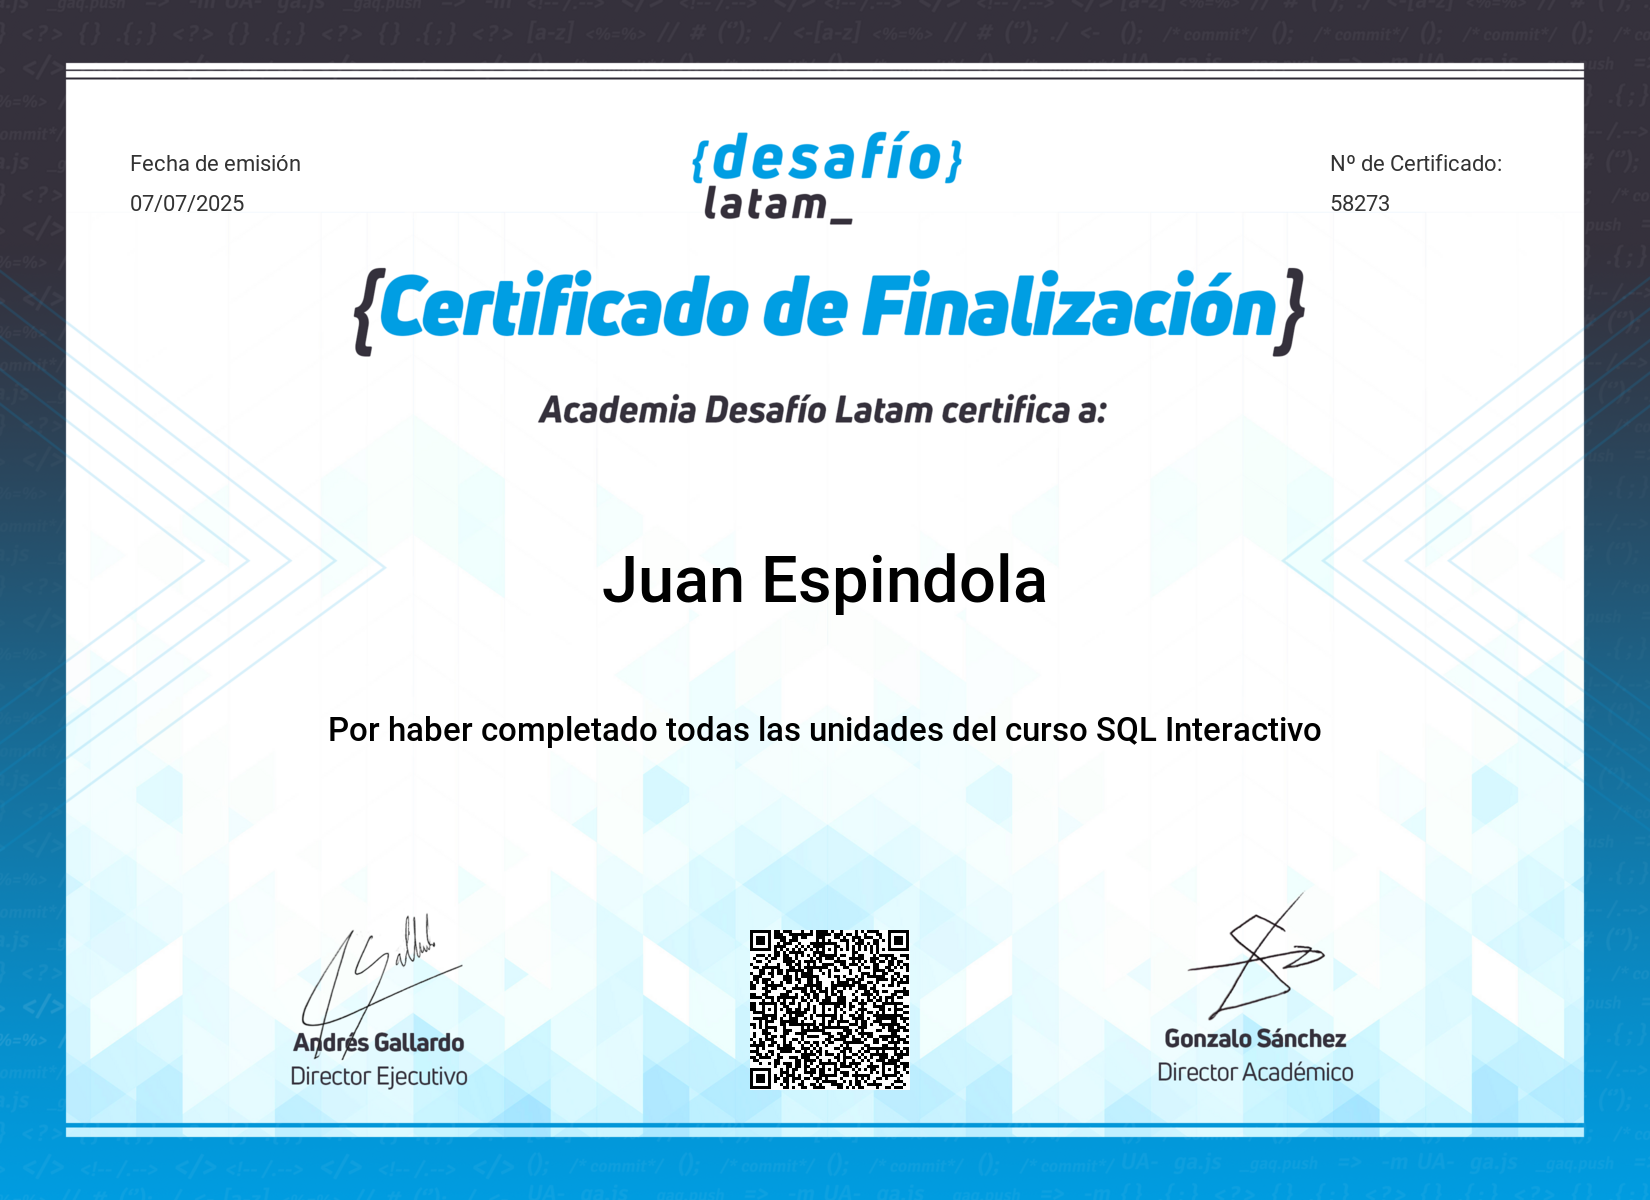 Fecha de emisión
07/07/2025
{desafío}
latam_
Nº de Certificado:
58273
{Certificado de Finalización}
Academia Desafío Latam certifica a:
Juan Espindola
Por haber completado todas las unidades del curso SQL Interactivo
Andrés Gallardo
Director Ejecutivo
Gonzalo Sánchez
Director Académico